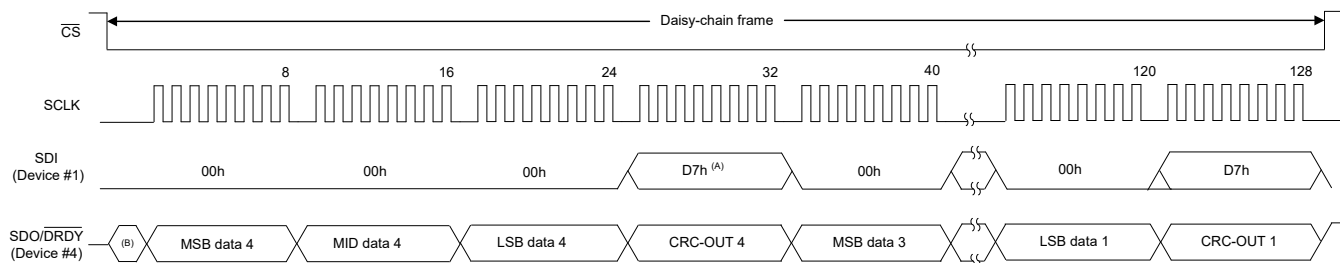 Daisy-chain frame
CS
8 16 24 32 40 120 128
SCLK
SDI
(Device #1)
00h 00h 00h D7h (A) 00h 00h D7h
SDO/DRDY
(Device #4)
(B) MSB data 4 MID data 4 LSB data 4 CRC-OUT 4 MSB data 3 LSB data 1 CRC-OUT 1